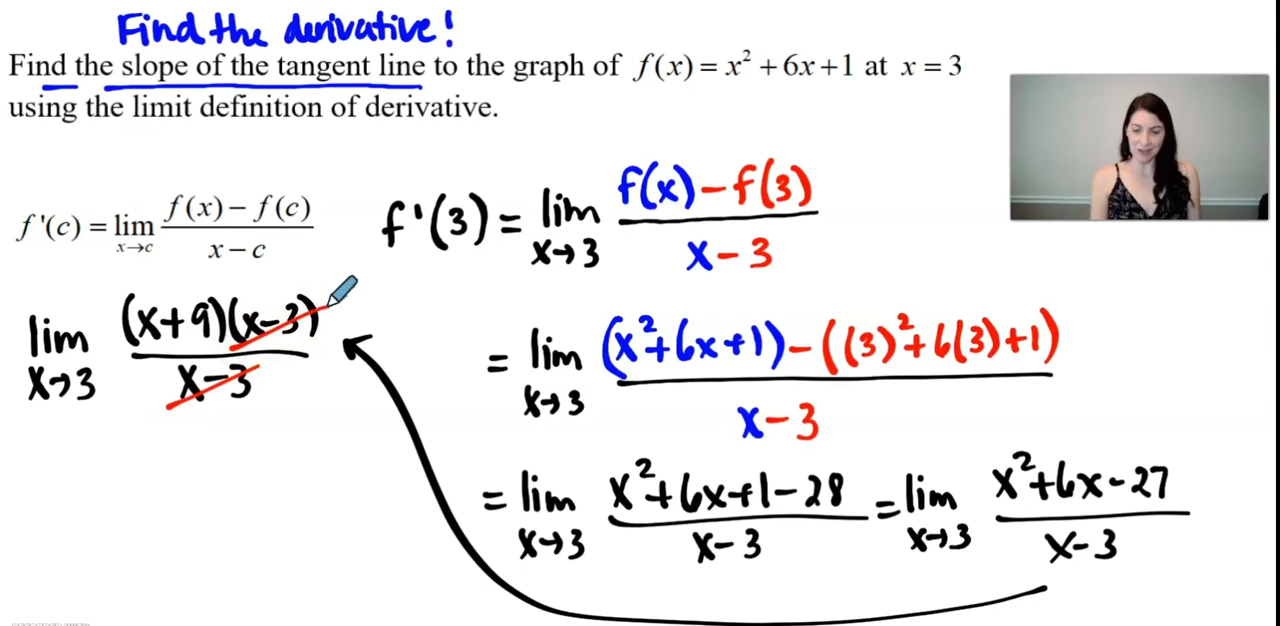 Find the derivative!
Find the slope of the tangent line to the graph of f(x) = x² + 6x + 1 at x = 3
using the limit definition of derivative.
f'(c) = lim x→c (f(x) − f(c)) / (x − c)
f'(3) = lim x→3 (f(x) − f(3)) / (x − 3)
= lim x→3 ((x²+6x+1) − ((3)²+6(3)+1)) / (x − 3)
= lim x→3 (x²+6x+1−28) / (x−3) = lim x→3 (x²+6x−27) / (x−3)
lim x→3 ((x+9)(x−3)) / (x−3)